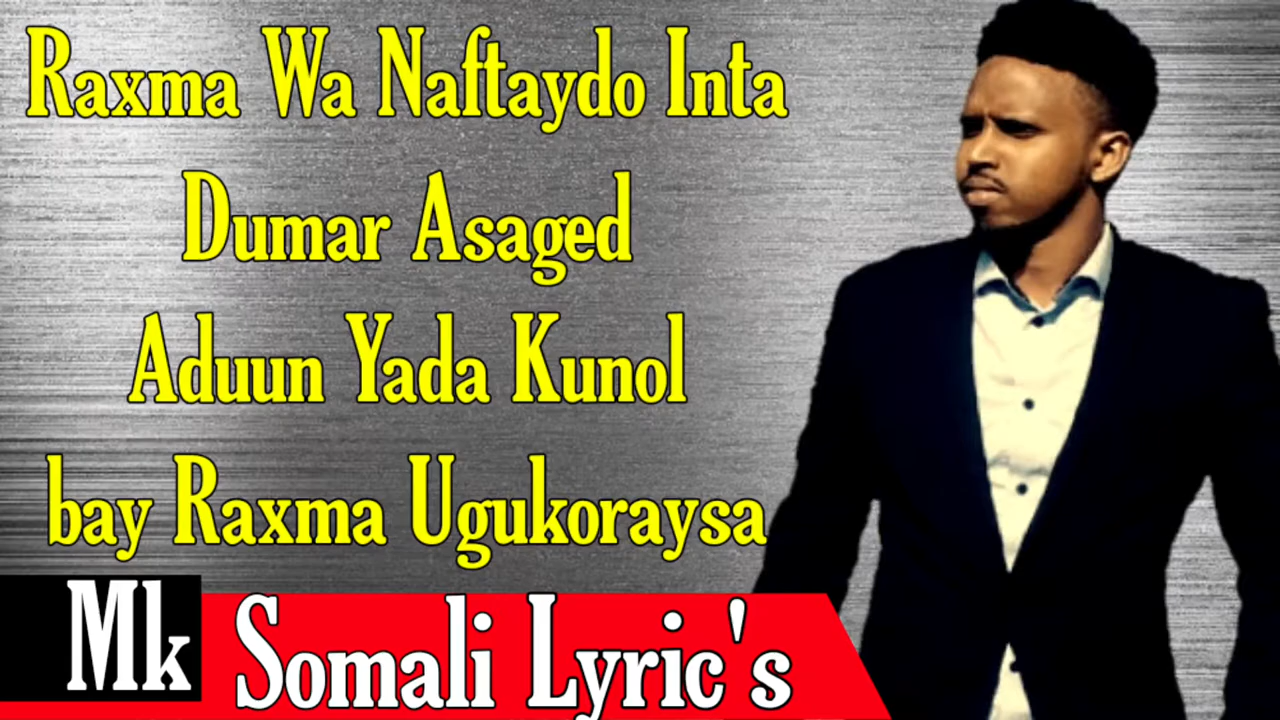 Raxma Wa Naftaydo Inta
Dumar Asaged
Aduun Yada Kunol
bay Raxma Ugukoraysa
Mk Somali Lyric's